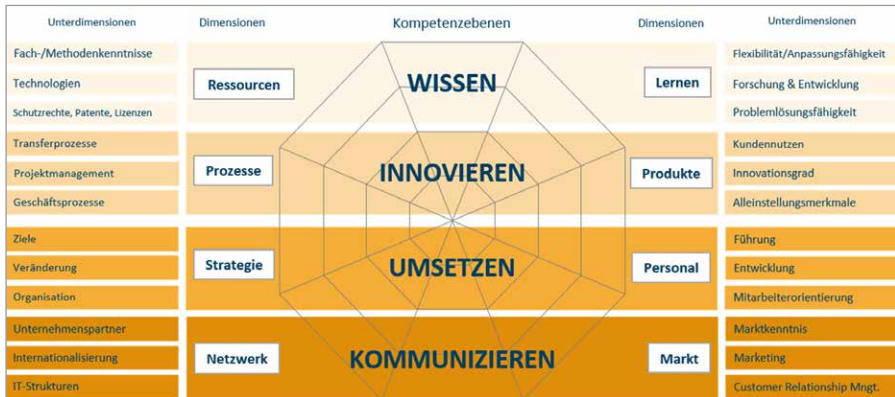 Unterdimensionen
Dimensionen
Kompetenzebenen
Dimensionen
Unterdimensionen
Fach-/Methodenkenntnisse
Technologien
Schutzrechte, Patente, Lizenzen
Ressourcen
WISSEN
Lernen
Flexibilität/Anpassungsfähigkeit
Forschung & Entwicklung
Problemlösungsfähigkeit
Transferprozesse
Projektmanagement
Geschäftsprozesse
Prozesse
INNOVIEREN
Produkte
Kundennutzen
Innovationsgrad
Alleinstellungsmerkmale
Ziele
Veränderung
Organisation
Strategie
UMSETZEN
Personal
Führung
Entwicklung
Mitarbeiterorientierung
Unternehmenspartner
Internationalisierung
IT-Strukturen
Netzwerk
KOMMUNIZIEREN
Markt
Marktkenntnis
Marketing
Customer Relationship Mngt.